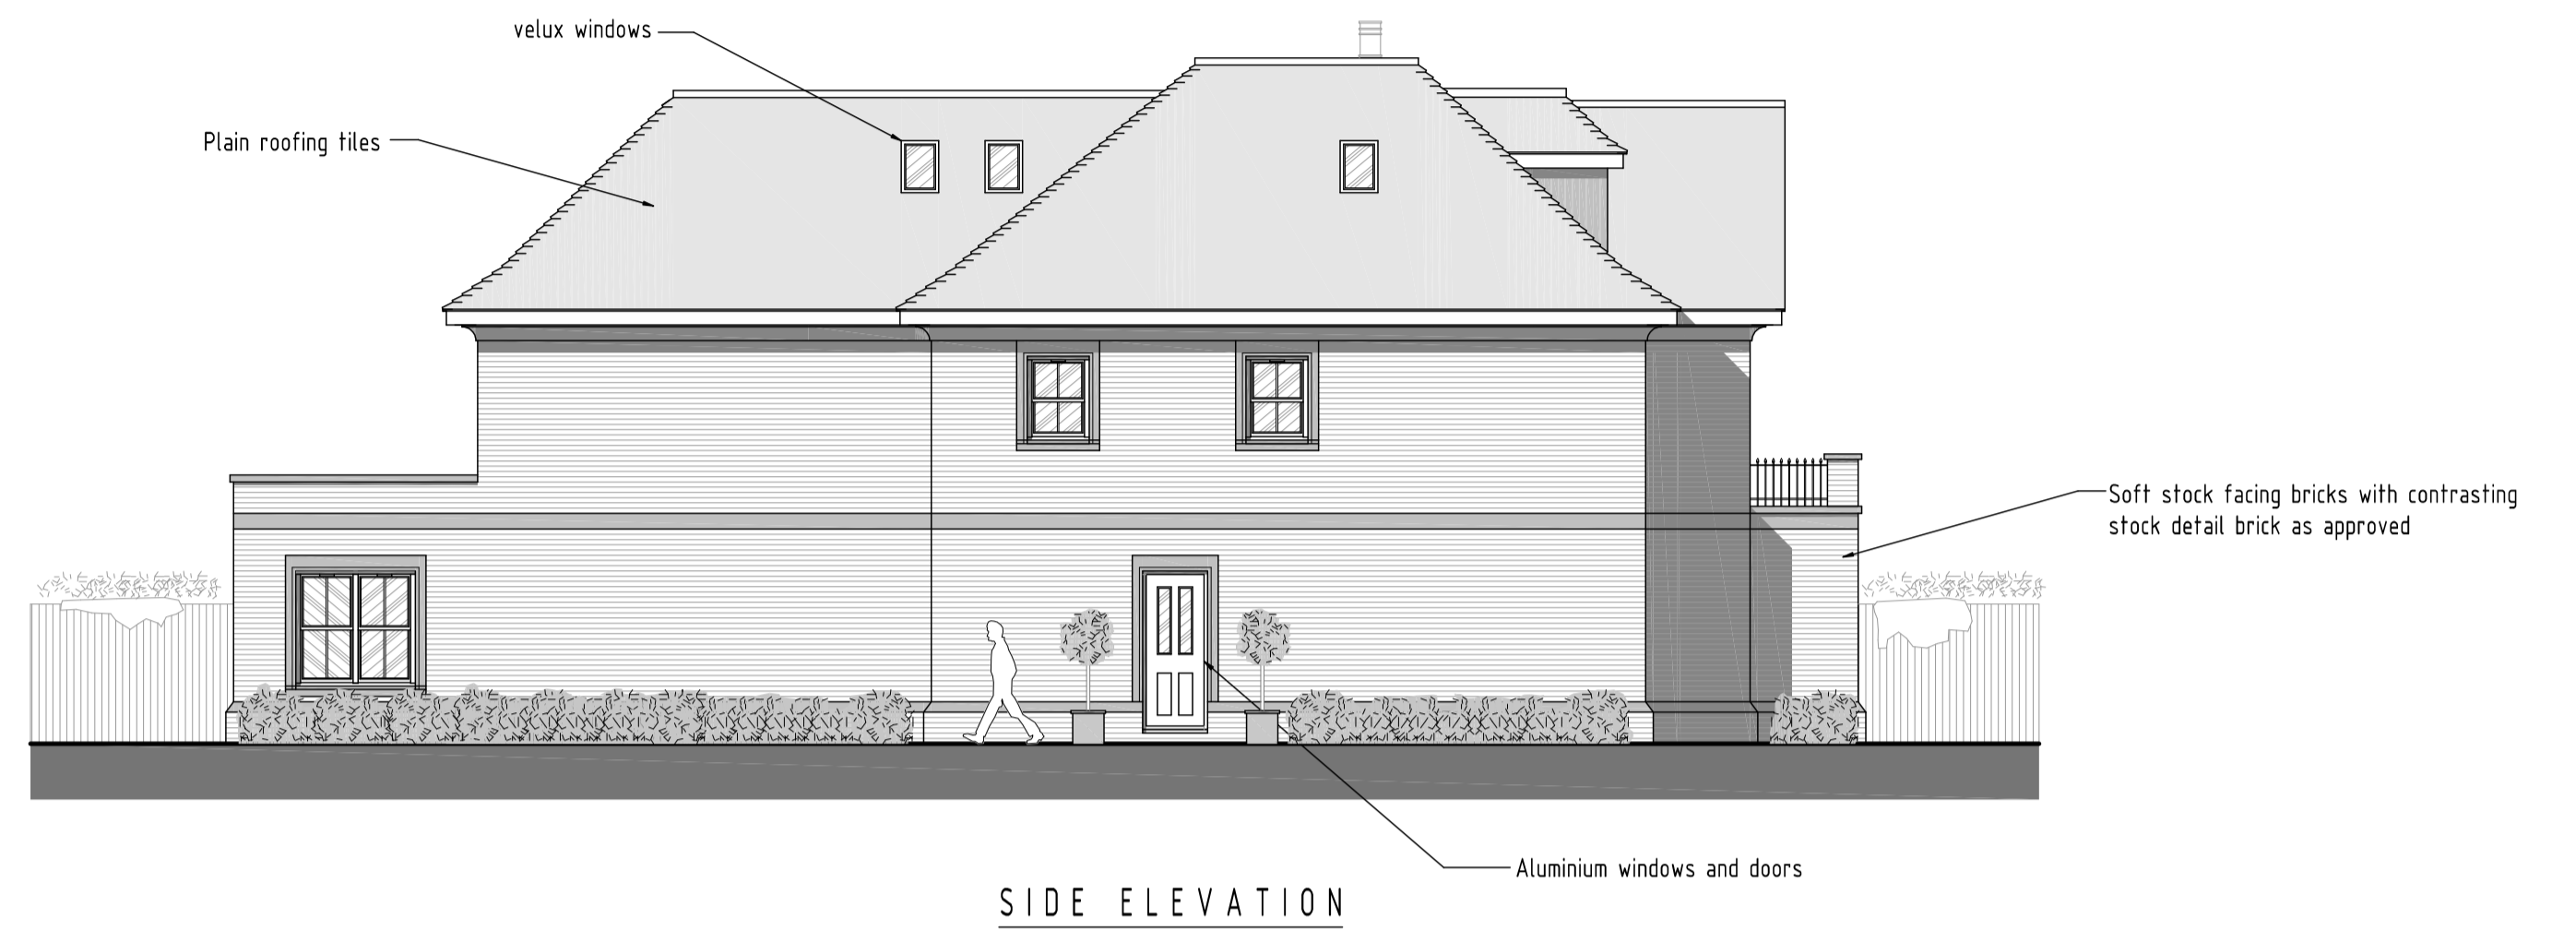 velux windows
Plain roofing tiles
Soft stock facing bricks with contrasting
stock detail brick as approved
Aluminium windows and doors
SIDE ELEVATION